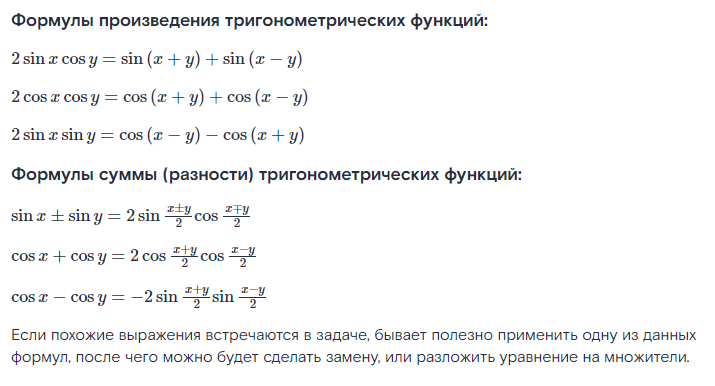 Формулы произведения тригонометрических функций:
2 sin x cos y = sin (x + y) + sin (x − y)
2 cos x cos y = cos (x + y) + cos (x − y)
2 sin x sin y = cos (x − y) − cos (x + y)
Формулы суммы (разности) тригонометрических функций:
sin x ± sin y = 2 sin \frac{x±y}{2} cos \frac{x∓y}{2}
cos x + cos y = 2 cos \frac{x+y}{2} cos \frac{x−y}{2}
cos x − cos y = −2 sin \frac{x+y}{2} sin \frac{x−y}{2}
Если похожие выражения встречаются в задаче, бывает полезно применить одну из данных
формул, после чего можно будет сделать замену, или разложить уравнение на множители.